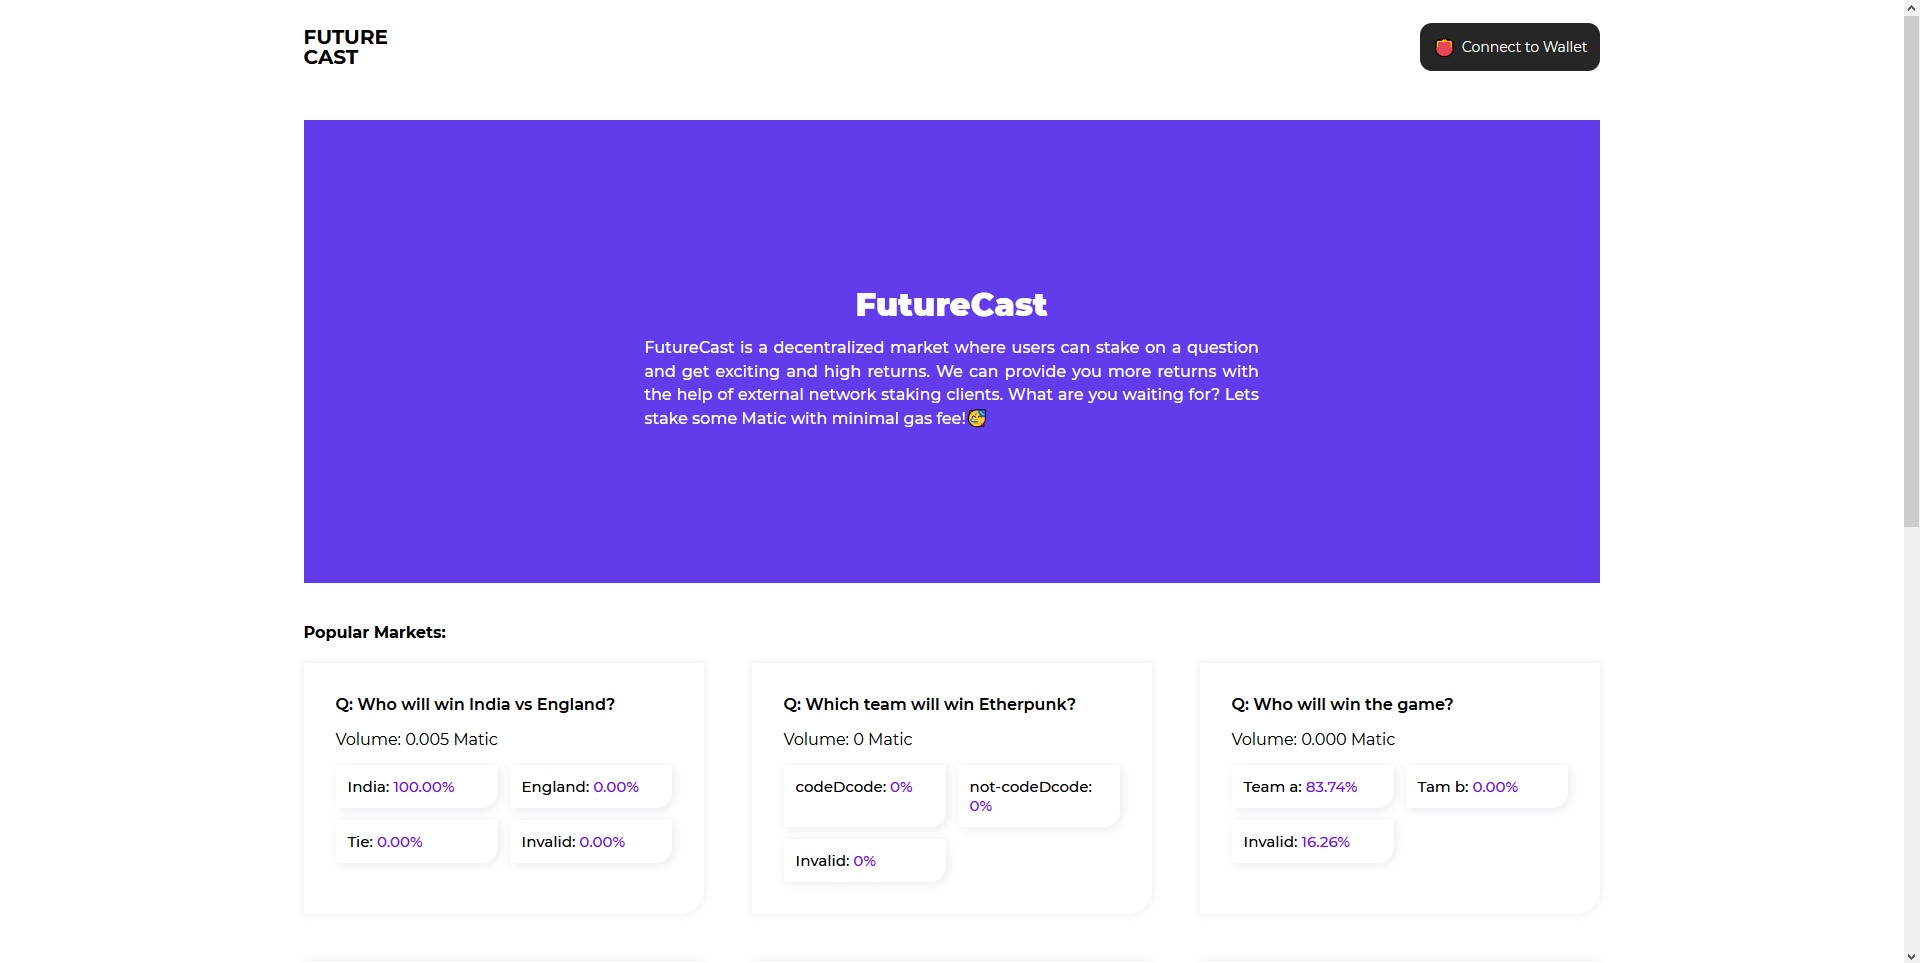 FUTURE
CAST
Connect to Wallet
FutureCast
FutureCast is a decentralized market where users can stake on a question
and get exciting and high returns. We can provide you more returns with
the help of external network staking clients. What are you waiting for? Lets
stake some Matic with minimal gas fee!🥳
Popular Markets:
Q: Who will win India vs England?
Volume: 0.005 Matic
India: 100.00%
England: 0.00%
Tie: 0.00%
Invalid: 0.00%
Q: Which team will win Etherpunk?
Volume: 0 Matic
codeDcode: 0%
not-codeDcode:
0%
Invalid: 0%
Q: Who will win the game?
Volume: 0.000 Matic
Team a: 83.74%
Tam b: 0.00%
Invalid: 16.26%